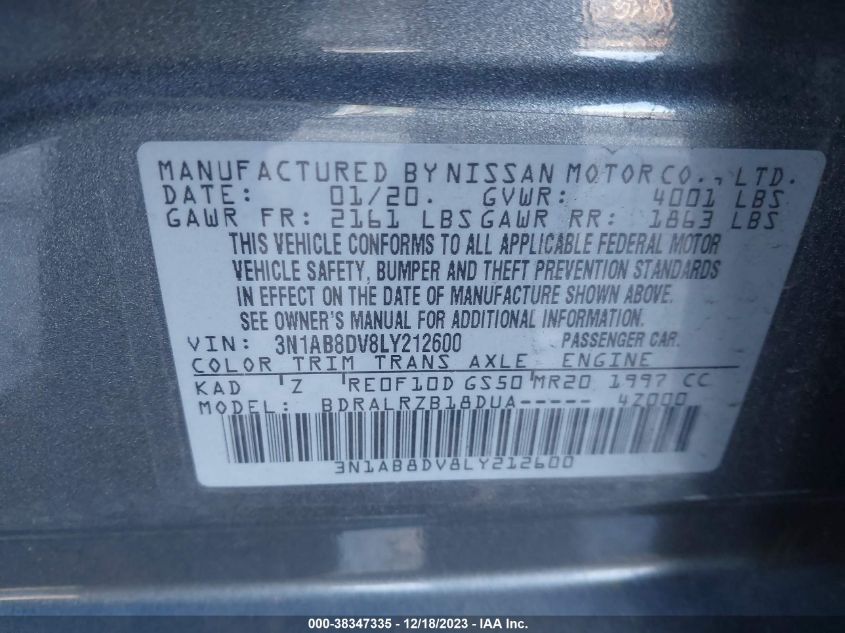 MANUFACTURED BY NISSAN MOTOR CO., LTD.
DATE: 01/20. GVWR: 4001 LBS
GAWR FR: 2161 LBS GAWR RR: 1863 LBS
THIS VEHICLE CONFORMS TO ALL APPLICABLE FEDERAL MOTOR
VEHICLE SAFETY, BUMPER AND THEFT PREVENTION STANDARDS
IN EFFECT ON THE DATE OF MANUFACTURE SHOWN ABOVE.
SEE OWNER'S MANUAL FOR ADDITIONAL INFORMATION.
VIN: 3N1AB8DV8LY212600 PASSENGER CAR.
COLOR TRIM TRANS AXLE ENGINE
KAD Z RE0F10D GS50 MR20 1997 CC
MODEL: BDRALRZB18DUA----- 4Z000
3N1AB8DV8LY212600
000-38347335 - 12/18/2023 - IAA Inc.